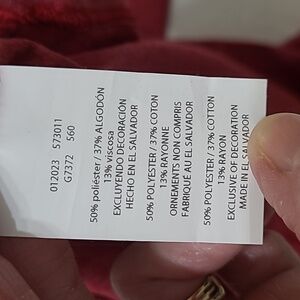 012023 573011
G7372 560
50% poliéster / 37% ALGODÓN
13% viscosa
EXCLUYENDO DECORACIÓN
HECHO EN EL SALVADOR
50% POLYESTER / 37% COTON
13% RAYONNE
ORNEMENTS NON COMPRIS
FABRIQUÉ AU EL SALVADOR
50% POLYESTER / 37% COTTON
13% RAYON
EXCLUSIVE OF DECORATION
MADE IN EL SALVADOR